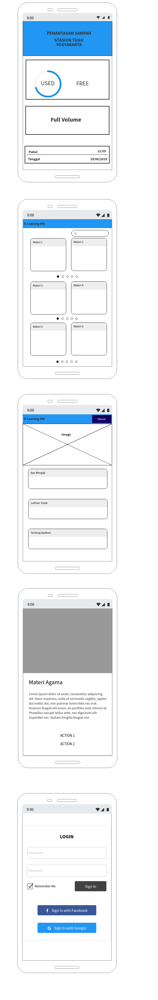 9:00
PEMANTAUAN SAMPAH
STASIUN TUGU
YOGYAKARTA
USED
FREE
Full Volume
Pukul 21:59
Tanggal 29/06/2019
9:00
E-Leaning PAI
Materi 1
Materi 2
Materi 3
Materi 4
Materi 5
Materi 6
9:00
E-Leaning PAI
Masuk
Image
Ayo Mengaji
Latihan Topik
Tentang Aplikasi
9:00
Materi Agama
Lorem ipsum dolor sit amet, consectetur adipiscing
elit. Nunc maximus, nulla ut commodo sagittis, sapien
dui mattis dui, non pulvinar lorem felis nec erat .
Vivamus feugiat elit lorem, eu porttitor ante ultrices id.
Phasellus suscipit tellus ante, nec dignissim elit
imperdiet nec. Nullam fringilla feugiat nisl.
ACTION 1
ACTION 2
9:00
LOGIN
Username
Password
Remember Me
Sign In
Sign In with Facebook
Sign In with Google